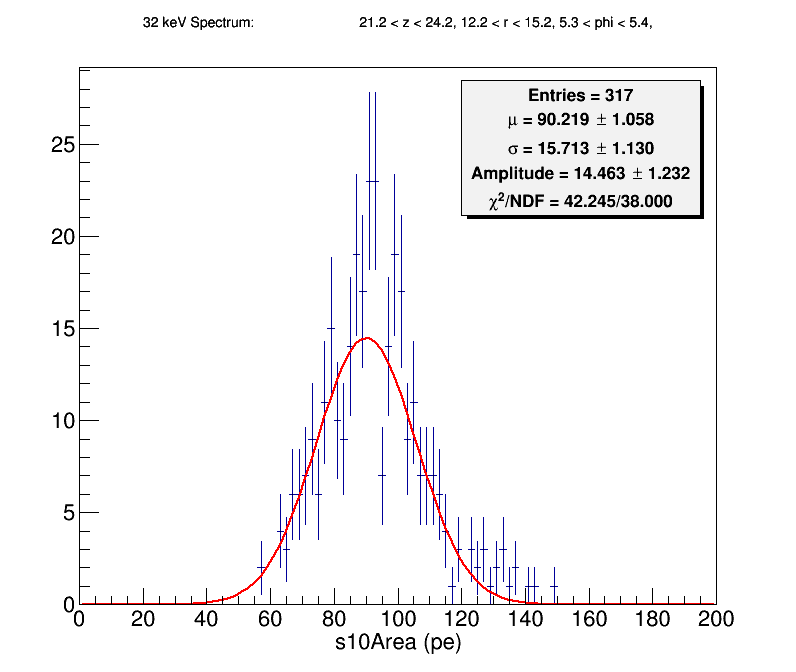 32 keV Spectrum: 21.2 < z < 24.2, 12.2 < r < 15.2, 5.3 < phi < 5.4,
Entries = 317
μ = 90.219 ± 1.058
σ = 15.713 ± 1.130
Amplitude = 14.463 ± 1.232
χ²/NDF = 42.245/38.000
25
20
15
10
5
0
0 20 40 60 80 100 120 140 160 180 200
s10Area (pe)